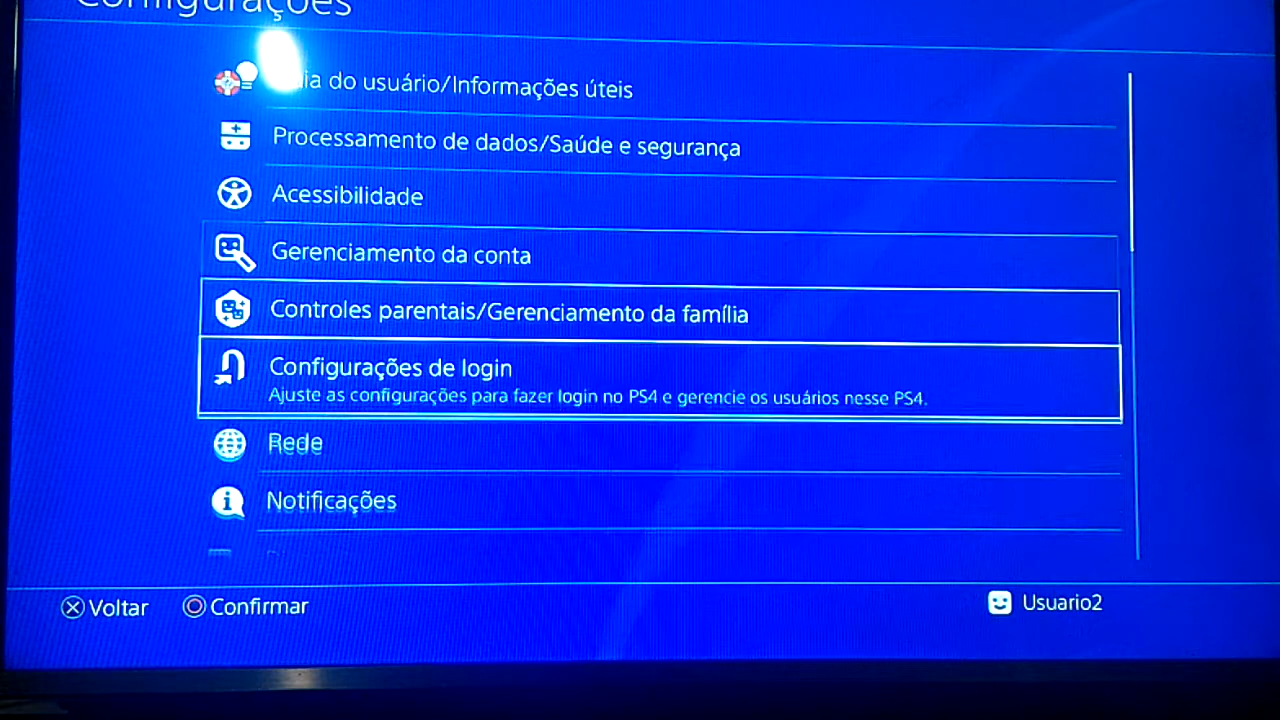 Configurações
do usuário/Informações úteis
Processamento de dados/Saúde e segurança
Acessibilidade
Gerenciamento da conta
Controles parentais/Gerenciamento da família
Configurações de login
Ajuste as configurações para fazer login no PS4 e gerencie os usuários nesse PS4.
Rede
Notificações
Voltar
Confirmar
Usuario2